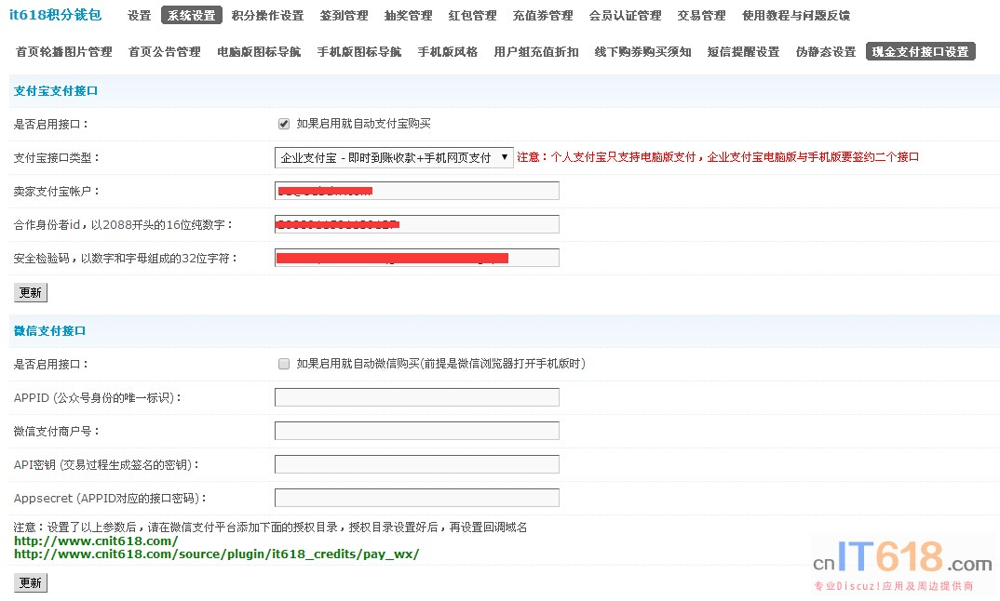 it618积分钱包 设置 系统设置 积分操作设置 签到管理 抽奖管理 红包管理 充值券管理 会员认证管理 交易管理 使用教程与问题反馈
首页轮播图片管理 首页公告管理 电脑版图标导航 手机版图标导航 手机版风格 用户组充值折扣 线下购券购买须知 短信提醒设置 伪静态设置 现金支付接口设置
支付宝支付接口
是否启用接口： 如果启用就自动支付宝购买
支付宝接口类型： 企业支付宝 - 即时到账收款+手机网页支付 注意：个人支付宝只支持电脑版支付，企业支付宝电脑版与手机版要签约二个接口
卖家支付宝帐户：
合作身份者id，以2088开头的16位纯数字：
安全检验码，以数字和字母组成的32位字符：
更新
微信支付接口
是否启用接口： 如果启用就自动微信购买(前提是微信浏览器打开手机版时)
APPID (公众号身份的唯一标识)：
微信支付商户号：
API密钥 (交易过程生成签名的密钥)：
Appsecret (APPID对应的接口密码)：
注意：设置了以上参数后，请在微信支付平台添加下面的授权目录，授权目录设置好后，再设置回调域名
http://www.cnit618.com/
http://www.cnit618.com/source/plugin/it618_credits/pay_wx/
更新
cnIT618.com
专业Discuz!应用及周边提供商